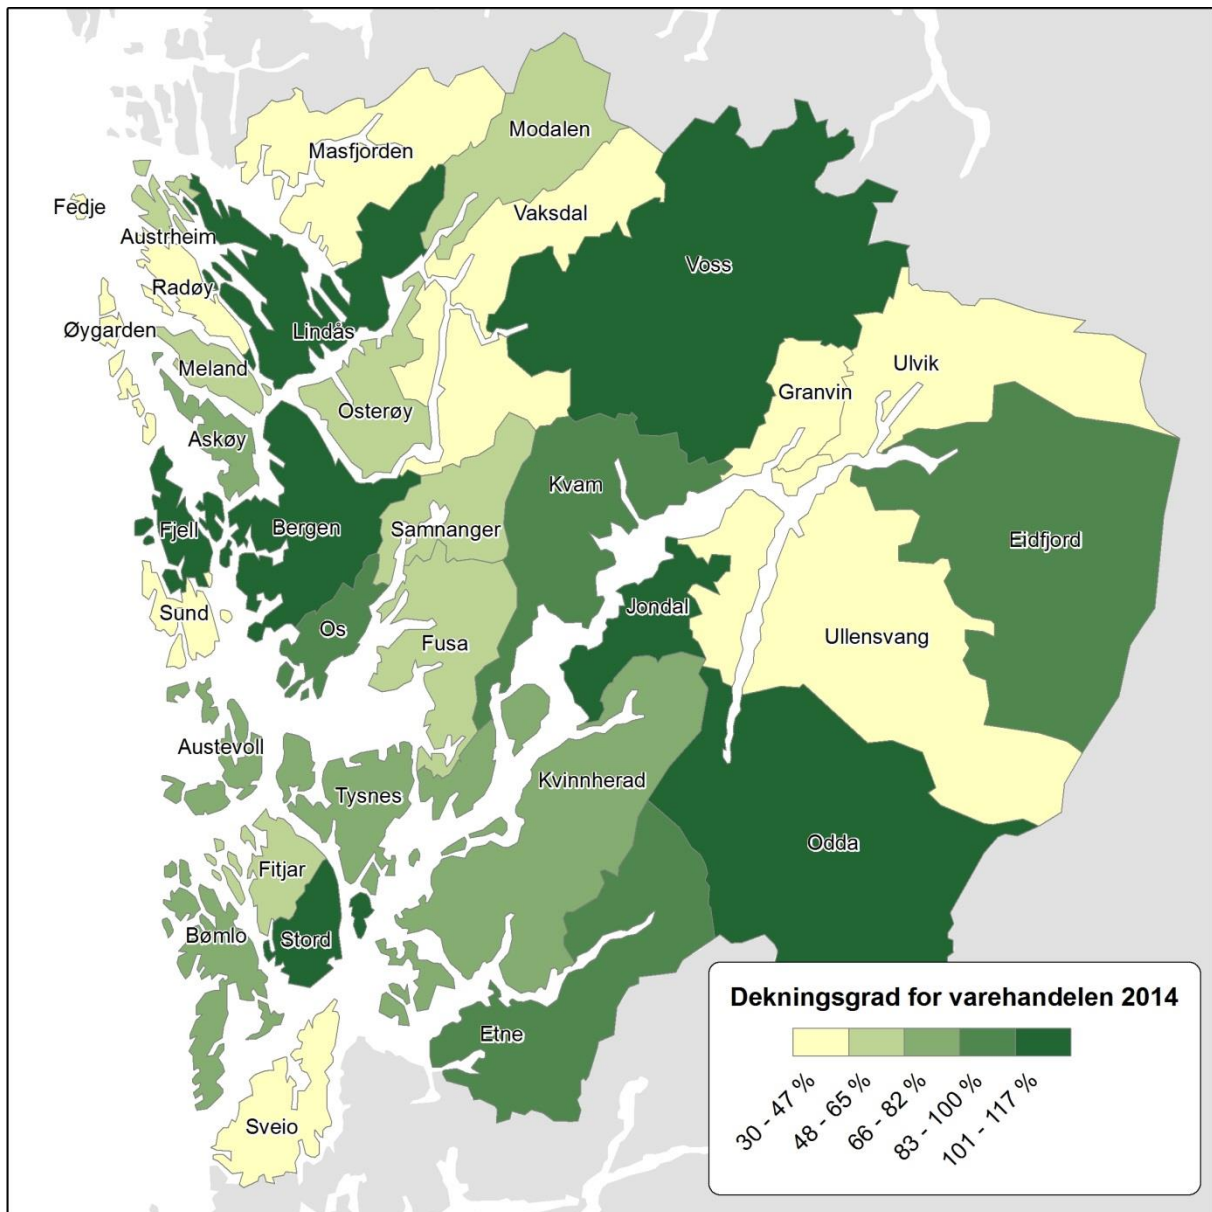 Modalen
Masfjorden
Fedje
Vaksdal
Austrheim
Voss
Radøy
Øygarden
Lindås
Meland
Ulvik
Granvin
Osterøy
Askøy
Kvam
Fjell
Bergen
Samnanger
Eidfjord
Sund
Jondal
Os
Ullensvang
Fusa
Austevoll
Kvinnherad
Tysnes
Odda
Fitjar
Bømlo
Stord
Etne
Sveio
Dekningsgrad for varehandelen 2014
30 - 47 %
48 - 65 %
66 - 82 %
83 - 100 %
101 - 117 %